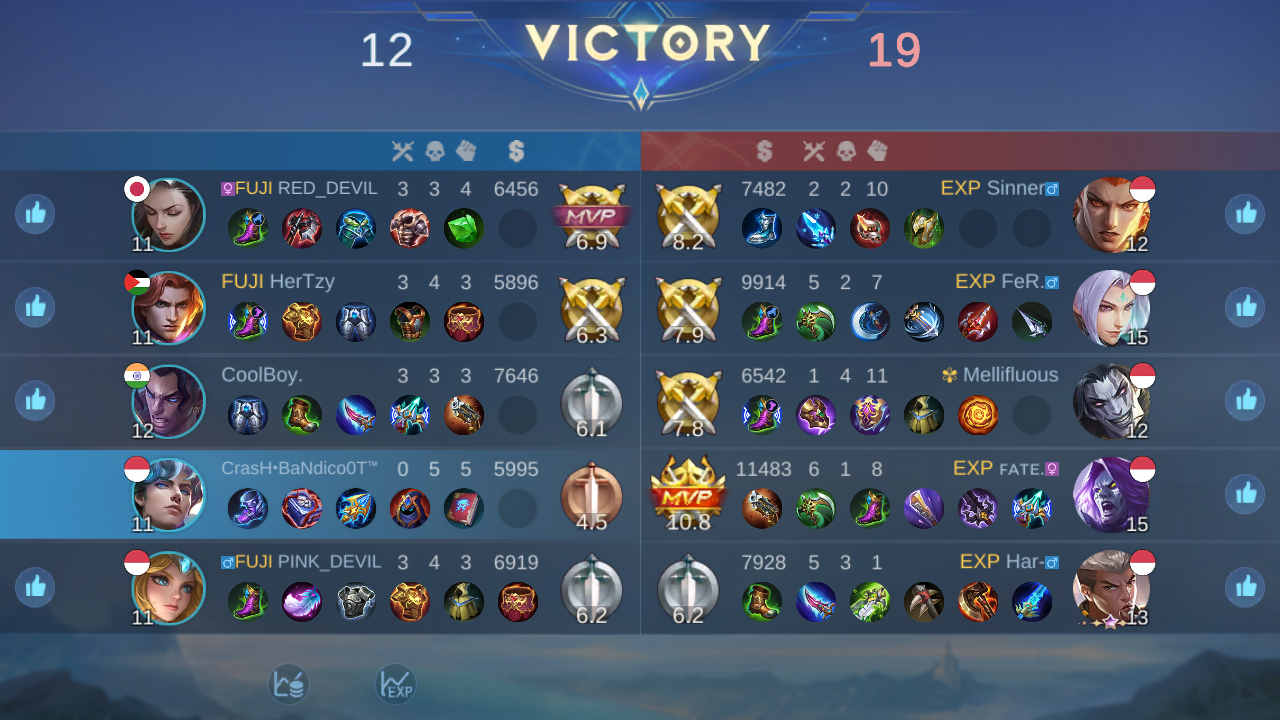 12 VICTORY 19
FUJI RED_DEVIL 3 3 4 6456 MVP 6.9 11
8.2 7482 2 2 10 EXP Sinner 12
FUJI HerTzy 3 4 3 5896 6.3 11
7.9 9914 5 2 7 EXP FeR. 15
CoolBoy. 3 3 3 7646 6.1 12
7.8 6542 1 4 11 Mellifluous 12
CrasH•BaNdico0T™ 0 5 5 5995 4.5 11
MVP 10.8 11483 6 1 8 EXP FATE. 15
FUJI PINK_DEVIL 3 4 3 6919 6.2 11
6.2 7928 5 3 1 EXP Har- 13
EXP